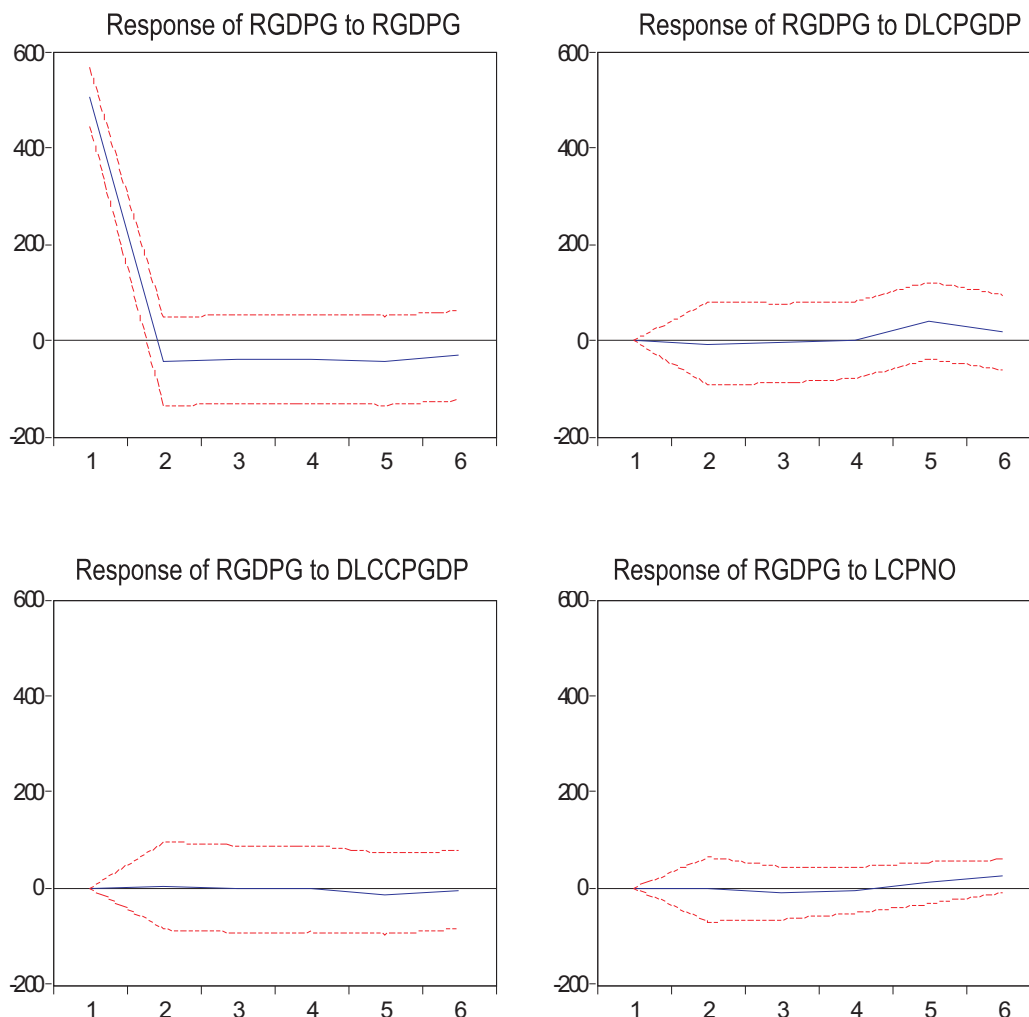 Response of RGDPG to RGDPG
600
400
200
0
-200
1 2 3 4 5 6
Response of RGDPG to DLCPGDP
600
400
200
0
-200
1 2 3 4 5 6
Response of RGDPG to DLCCPGDP
600
400
200
0
-200
1 2 3 4 5 6
Response of RGDPG to LCPNO
600
400
200
0
-200
1 2 3 4 5 6